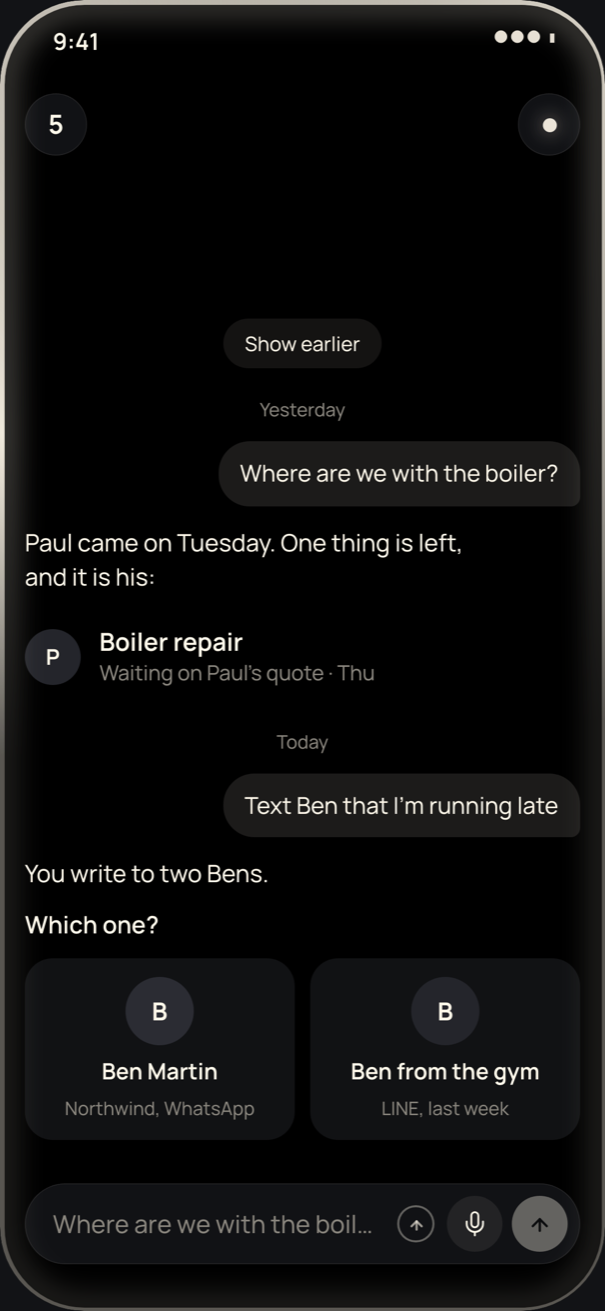 9:41
5
Show earlier
Yesterday
Where are we with the boiler?
Paul came on Tuesday. One thing is left,
and it is his:
P
Boiler repair
Waiting on Paul's quote · Thu
Today
Text Ben that I'm running late
You write to two Bens.
Which one?
B
Ben Martin
Northwind, WhatsApp
B
Ben from the gym
LINE, last week
Where are we with the boil...